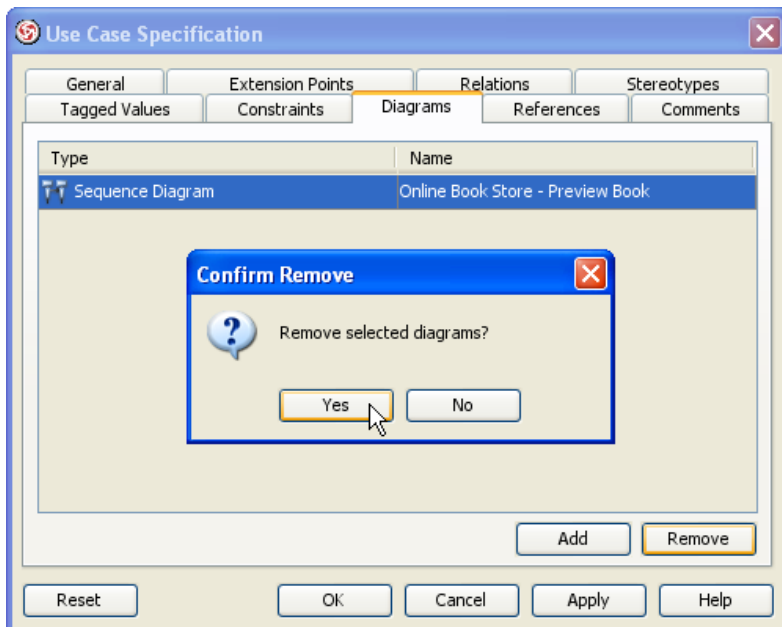 Use Case Specification
General Extension Points Relations Stereotypes
Tagged Values Constraints Diagrams References Comments
Type Name
Sequence Diagram Online Book Store - Preview Book
Confirm Remove
Remove selected diagrams?
Yes No
Add Remove
Reset OK Cancel Apply Help